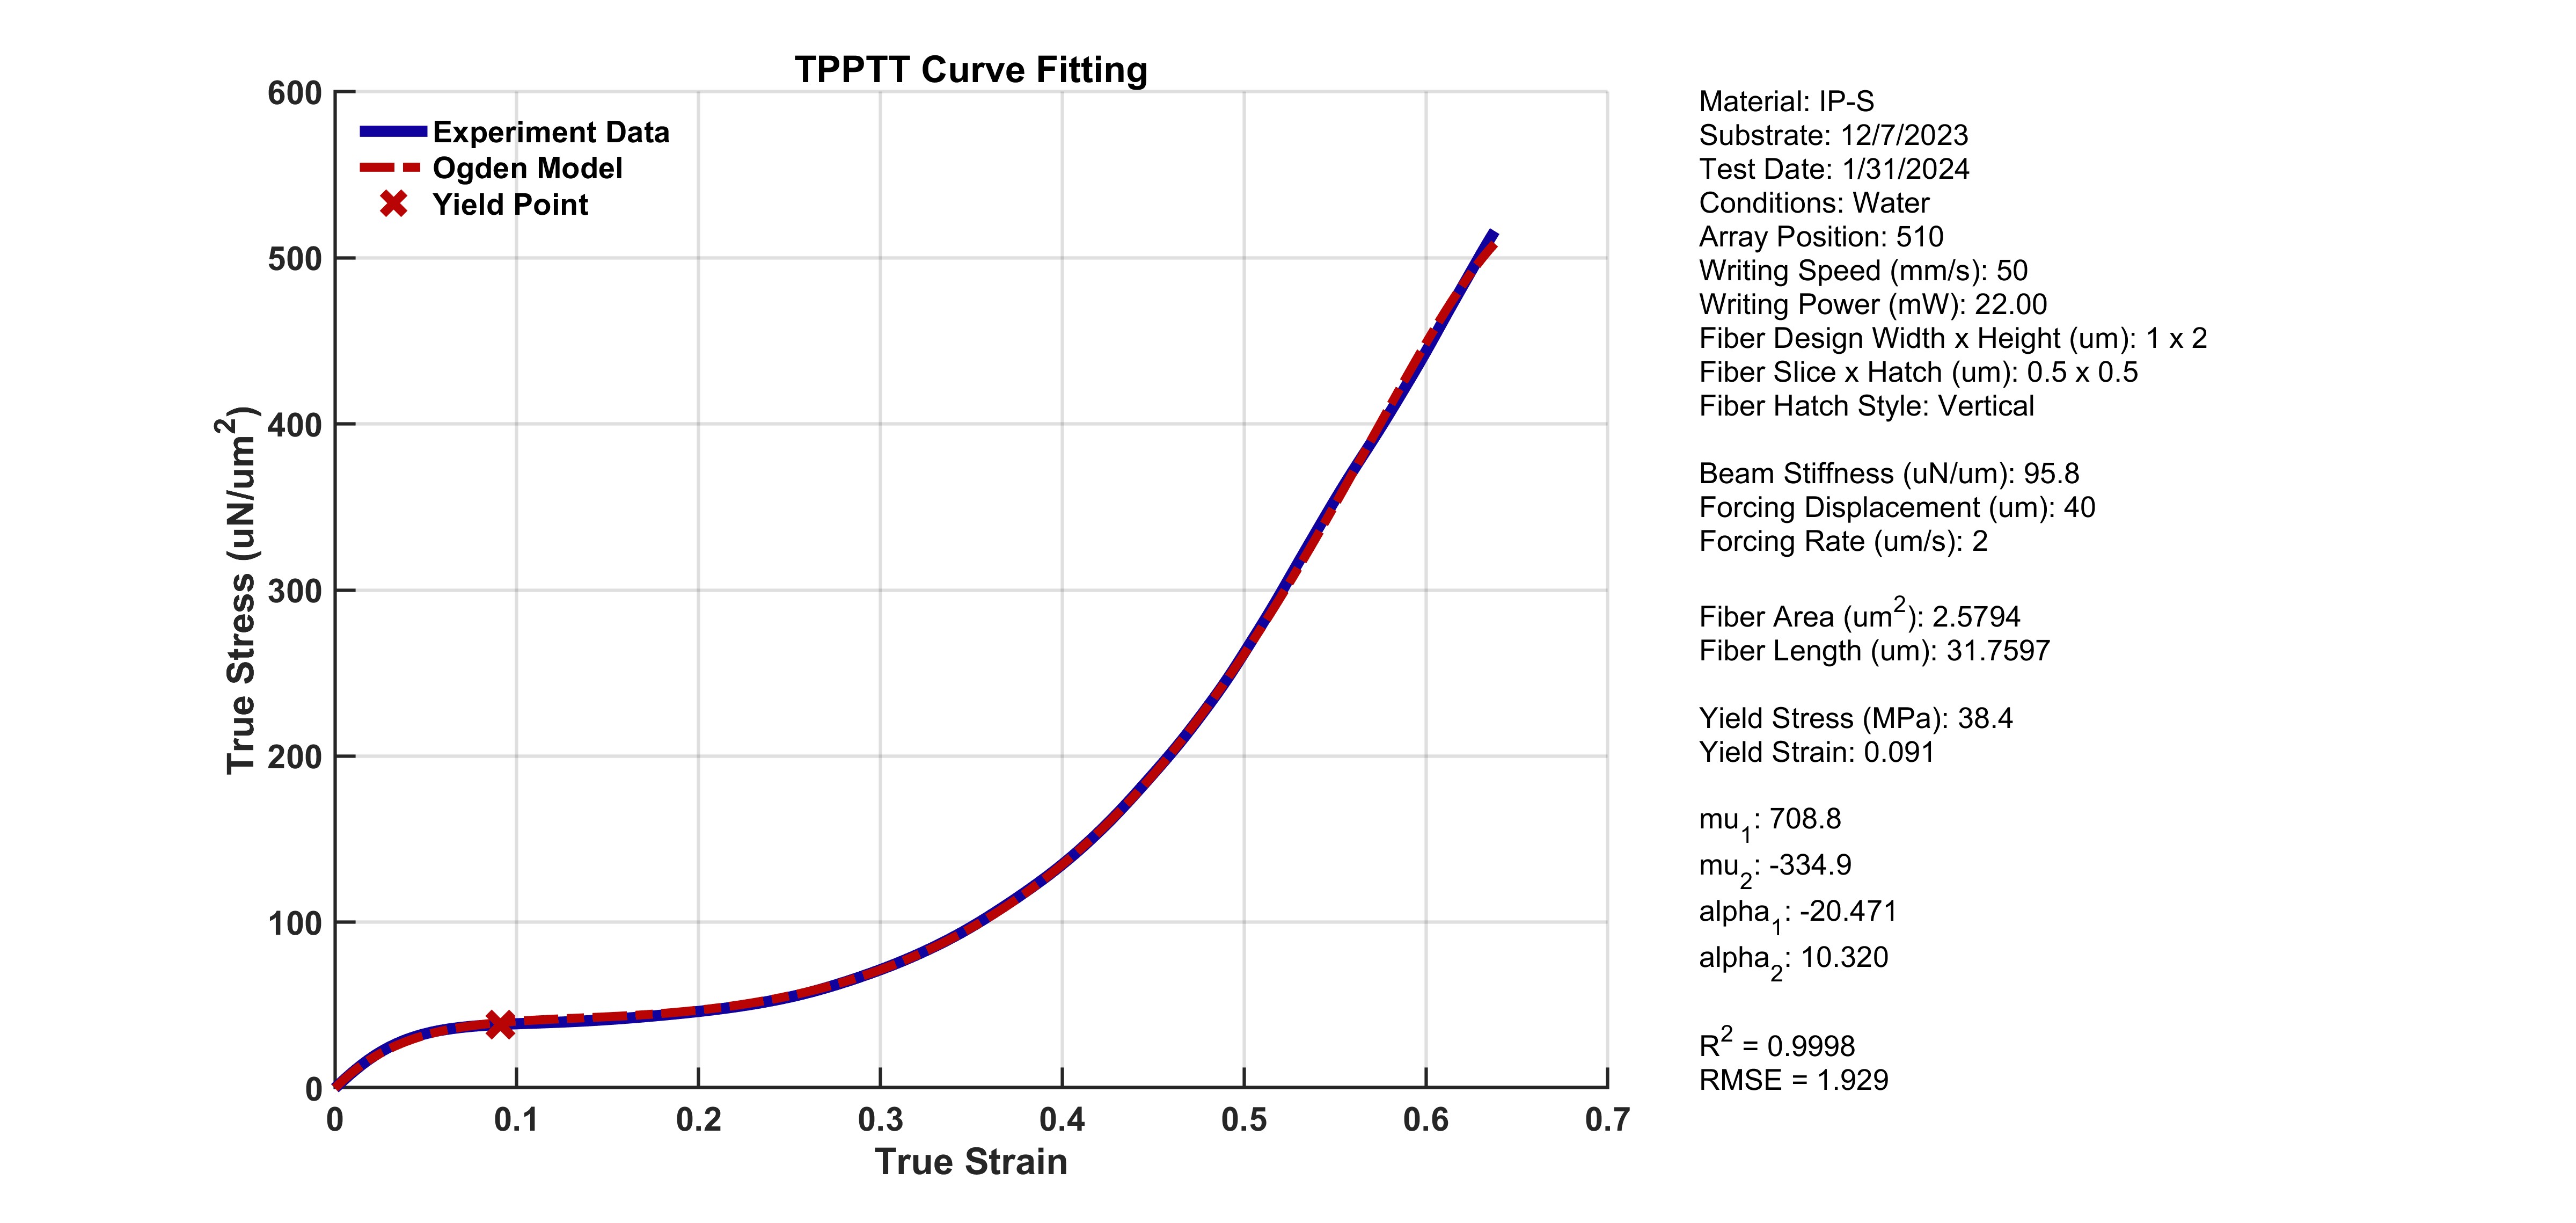 TPPTT Curve Fitting
600
500
400
300
200
100
0
True Stress (uN/um²)
Experiment Data
Ogden Model
Yield Point
0 0.1 0.2 0.3 0.4 0.5 0.6 0.7
True Strain
Material: IP-S
Substrate: 12/7/2023
Test Date: 1/31/2024
Conditions: Water
Array Position: 510
Writing Speed (mm/s): 50
Writing Power (mW): 22.00
Fiber Design Width x Height (um): 1 x 2
Fiber Slice x Hatch (um): 0.5 x 0.5
Fiber Hatch Style: Vertical
Beam Stiffness (uN/um): 95.8
Forcing Displacement (um): 40
Forcing Rate (um/s): 2
Fiber Area (um²): 2.5794
Fiber Length (um): 31.7597
Yield Stress (MPa): 38.4
Yield Strain: 0.091
mu₁: 708.8
mu₂: -334.9
alpha₁: -20.471
alpha₂: 10.320
R² = 0.9998
RMSE = 1.929